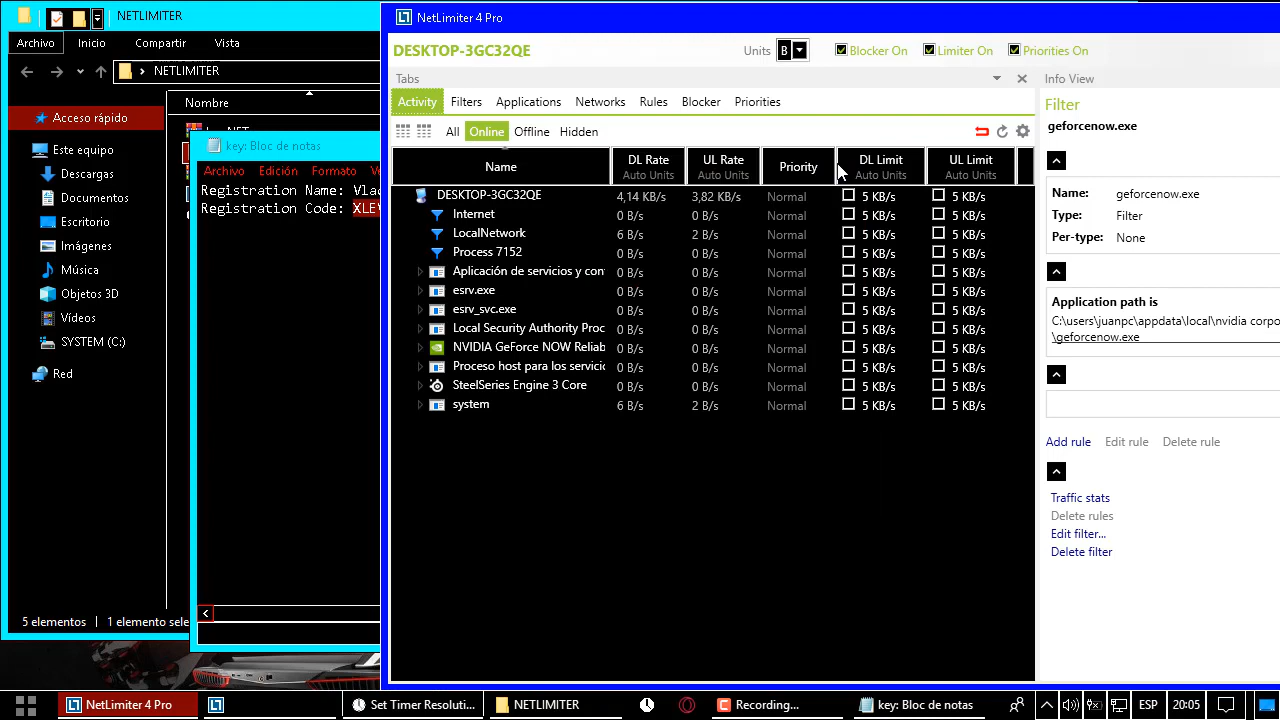 NETLIMITER
Archivo Inicio Compartir Vista
NETLIMITER
Acceso rápido
Este equipo
Descargas
Documentos
Escritorio
Imágenes
Música
Objetos 3D
Vídeos
SYSTEM (C:)
Red
Nombre
5 elementos 1 elemento sele
key: Bloc de notas
Archivo Edición Formato
Registration Name: Vlad
Registration Code: XLEV
NetLimiter 4 Pro
DESKTOP-3GC32QE
Units B Blocker On Limiter On Priorities On
Tabs
Activity Filters Applications Networks Rules Blocker Priorities
All Online Offline Hidden
Name DL Rate UL Rate Priority DL Limit UL Limit
Auto Units Auto Units Auto Units Auto Units
DESKTOP-3GC32QE 4,14 KB/s 3,82 KB/s Normal 5 KB/s 5 KB/s
Internet 0 B/s 0 B/s Normal 5 KB/s 5 KB/s
LocalNetwork 6 B/s 2 B/s Normal 5 KB/s 5 KB/s
Process 7152 0 B/s 0 B/s Normal 5 KB/s 5 KB/s
Aplicación de servicios y con 0 B/s 0 B/s Normal 5 KB/s 5 KB/s
esrv.exe 0 B/s 0 B/s Normal 5 KB/s 5 KB/s
esrv_svc.exe 0 B/s 0 B/s Normal 5 KB/s 5 KB/s
Local Security Authority Proc 0 B/s 0 B/s Normal 5 KB/s 5 KB/s
NVIDIA GeForce NOW Reliab 0 B/s 0 B/s Normal 5 KB/s 5 KB/s
Proceso host para los servicio 0 B/s 0 B/s Normal 5 KB/s 5 KB/s
SteelSeries Engine 3 Core 0 B/s 0 B/s Normal 5 KB/s 5 KB/s
system 6 B/s 2 B/s Normal 5 KB/s 5 KB/s
Info View
Filter
geforcenow.exe
Name: geforcenow.exe
Type: Filter
Per-type: None
Application path is
C:\users\juanpc\appdata\local\nvidia corpo
\geforcenow.exe
Add rule Edit rule Delete rule
Traffic stats
Delete rules
Edit filter...
Delete filter
NetLimiter 4 Pro Set Timer Resoluti... NETLIMITER Recording... key: Bloc de notas ESP 20:05